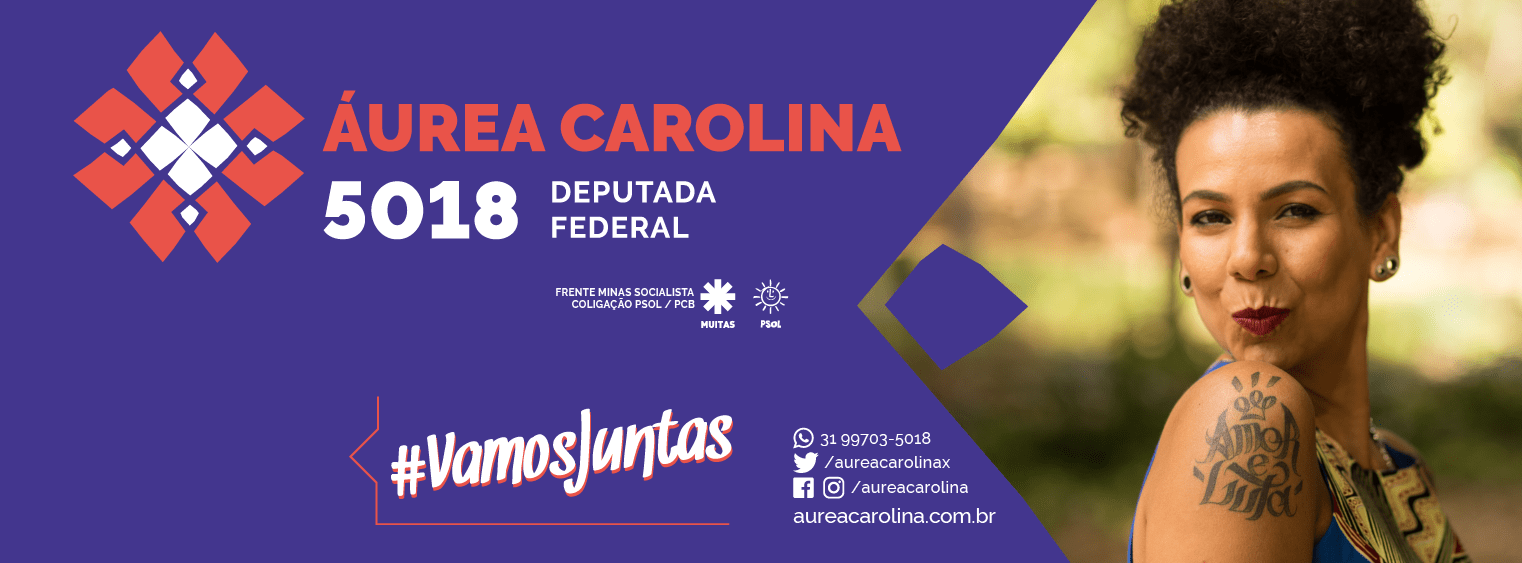 ÁUREA CAROLINA
5018
DEPUTADA
FEDERAL
FRENTE MINAS SOCIALISTA
COLIGAÇÃO PSOL / PCB
MUITAS
PSOL
#VamosJuntas
31 99703-5018
/aureacarolinax
/aureacarolina
aureacarolina.com.br
AMOR
e
Luta